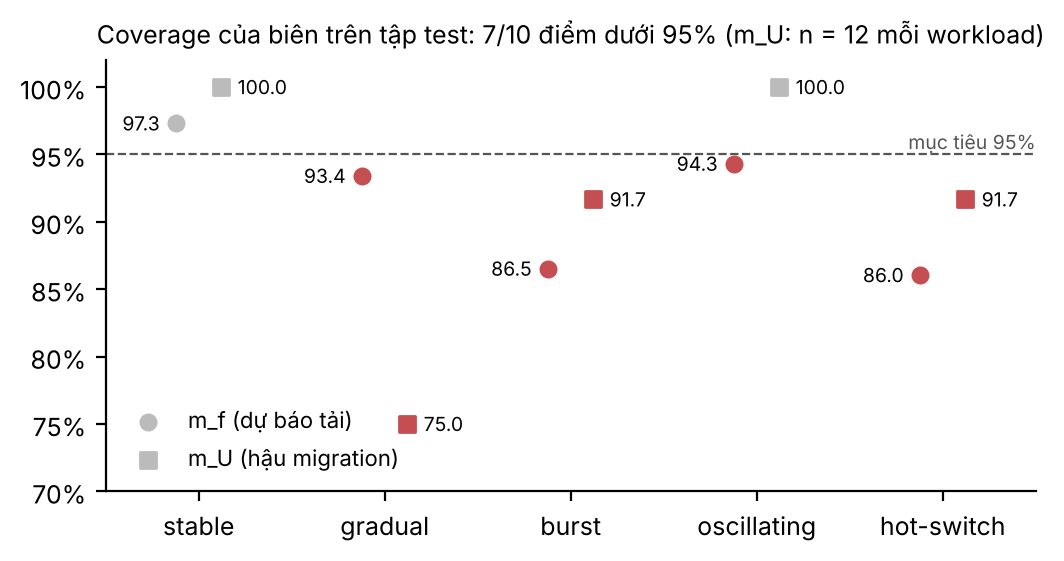 Coverage của biên trên tập test: 7/10 điểm dưới 95% (m_U: n = 12 mỗi workload)
100%
95%
90%
85%
80%
75%
70%
97.3
100.0
93.4
75.0
86.5
91.7
94.3
100.0
86.0
91.7
mục tiêu 95%
m_f (dự báo tải)
m_U (hậu migration)
stable
gradual
burst
oscillating
hot-switch